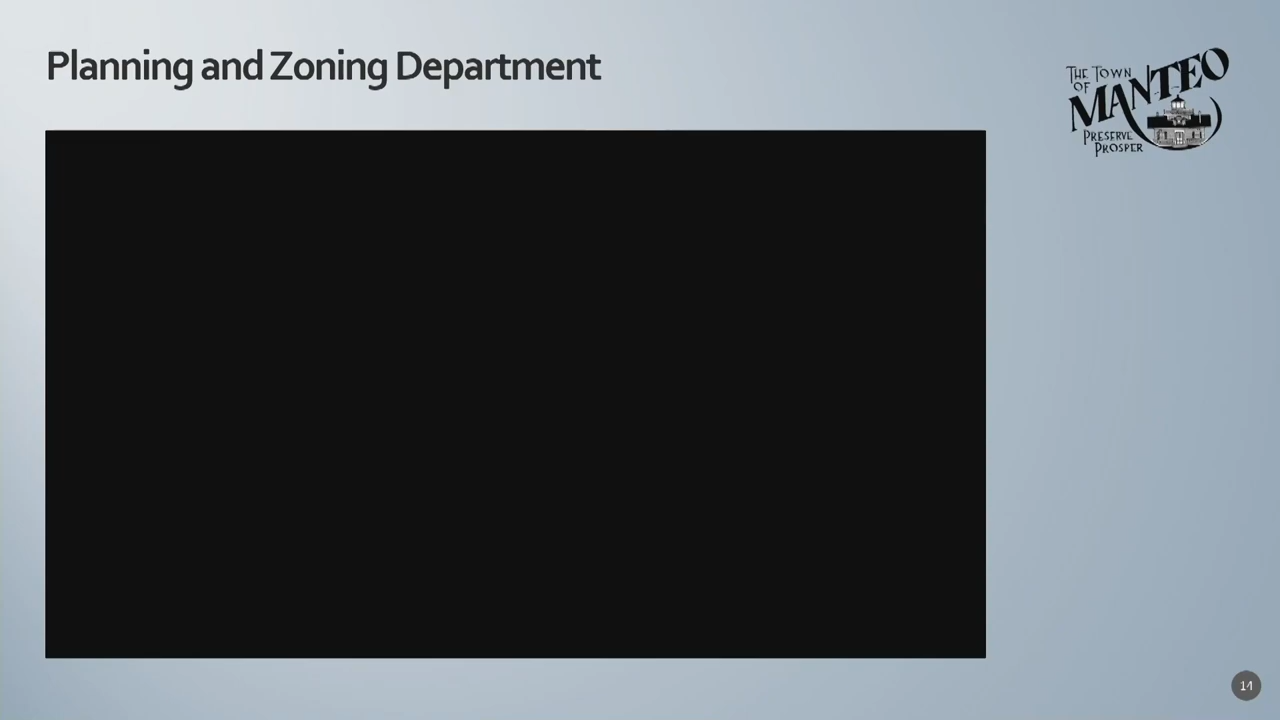 Planning and Zoning Department
THE TOWN
OF
MANTEO
PRESERVE
PROSPER
14